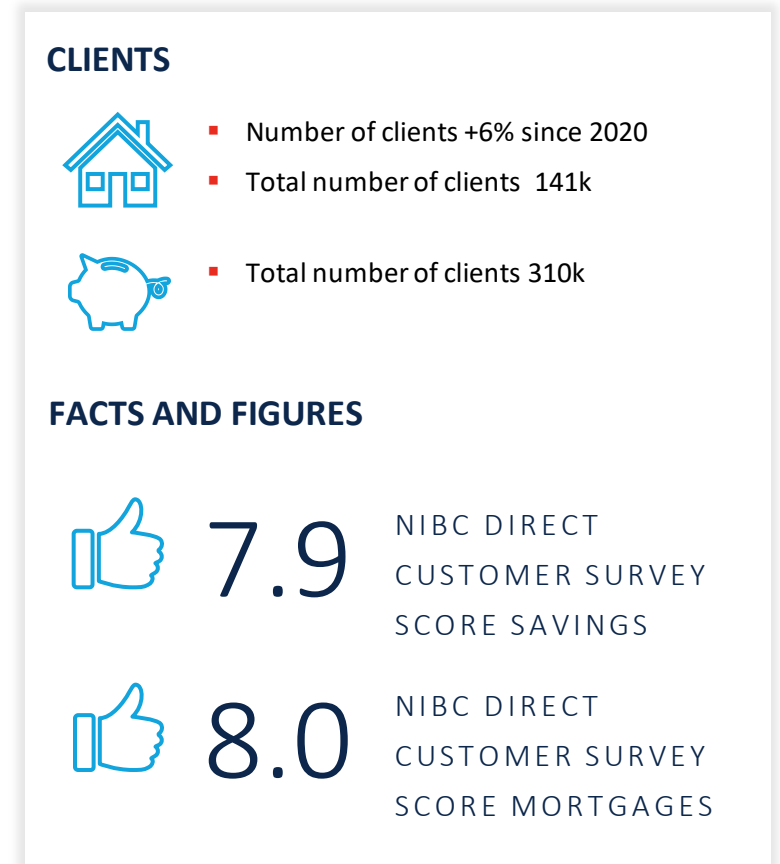 CLIENTS
▪ Number of clients +6% since 2020
▪ Total number of clients 141k
▪ Total number of clients 310k
FACTS AND FIGURES
7.9
NIBC DIRECT
CUSTOMER SURVEY
SCORE SAVINGS
8.0
NIBC DIRECT
CUSTOMER SURVEY
SCORE MORTGAGES